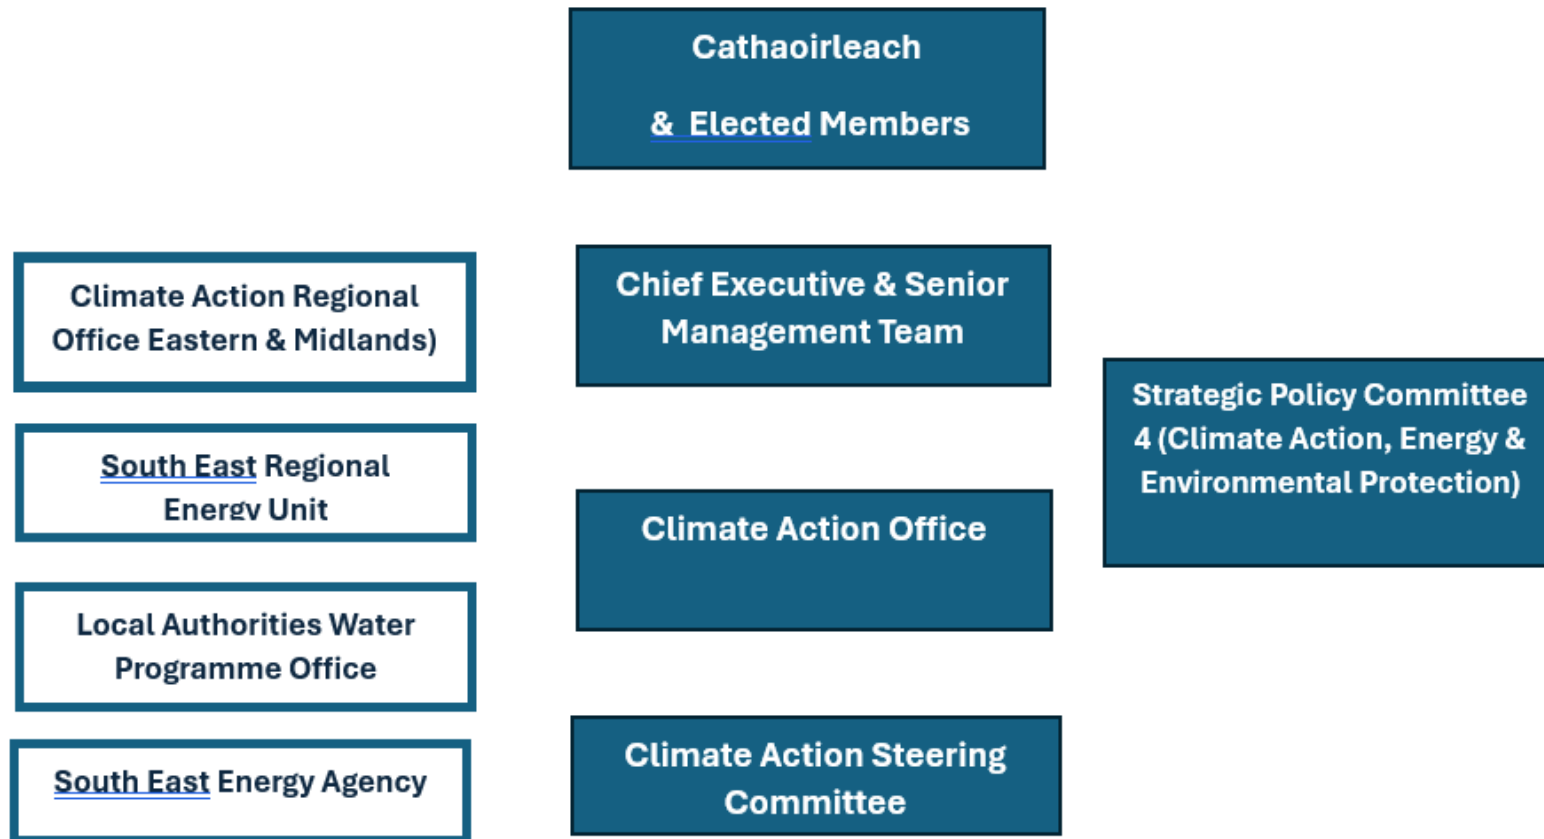 Cathaoirleach
& Elected Members
Climate Action Regional
Office Eastern & Midlands)
South East Regional
Energy Unit
Local Authorities Water
Programme Office
South East Energy Agency
Chief Executive & Senior
Management Team
Climate Action Office
Climate Action Steering
Committee
Strategic Policy Committee
4 (Climate Action, Energy &
Environmental Protection)